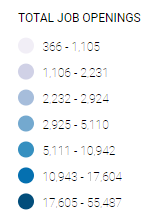 TOTAL JOB OPENINGS
366 - 1,105
1,106 - 2,231
2,232 - 2,924
2,925 - 5,110
5,111 - 10,942
10,943 - 17,604
17,605 - 55,487